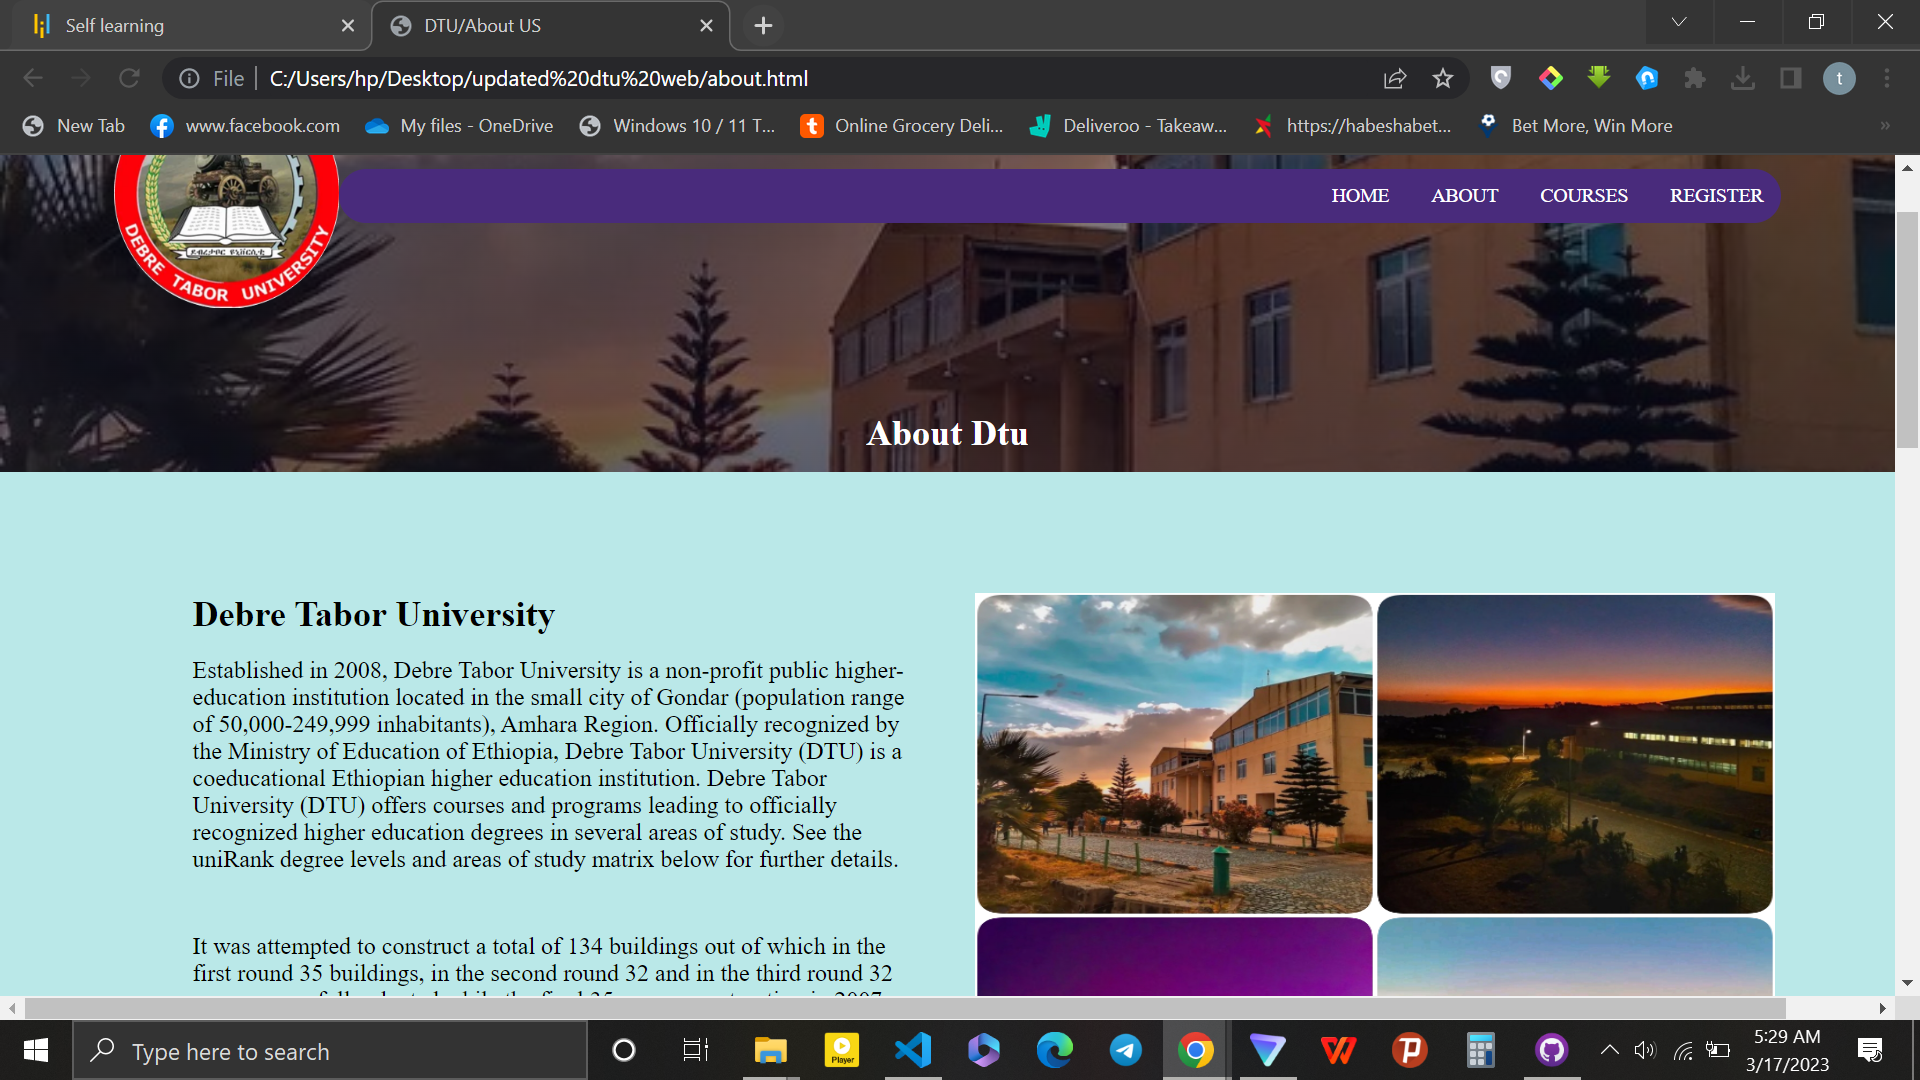 Self learning
DTU/About US
File
C:/Users/hp/Desktop/updated%20dtu%20web/about.html
t
New Tab
www.facebook.com
My files - OneDrive
Windows 10 / 11 T...
Online Grocery Deli...
Deliveroo - Takeaw...
https://habeshabet...
Bet More, Win More
HOME
ABOUT
COURSES
REGISTER
DEBRE TABOR UNIVERSITY
About Dtu
Debre Tabor University
Established in 2008, Debre Tabor University is a non-profit public higher-
education institution located in the small city of Gondar (population range
of 50,000-249,999 inhabitants), Amhara Region. Officially recognized by
the Ministry of Education of Ethiopia, Debre Tabor University (DTU) is a
coeducational Ethiopian higher education institution. Debre Tabor
University (DTU) offers courses and programs leading to officially
recognized higher education degrees in several areas of study. See the
uniRank degree levels and areas of study matrix below for further details.
It was attempted to construct a total of 134 buildings out of which in the
first round 35 buildings, in the second round 32 and in the third round 32
Type here to search
Player
5:29 AM
3/17/2023